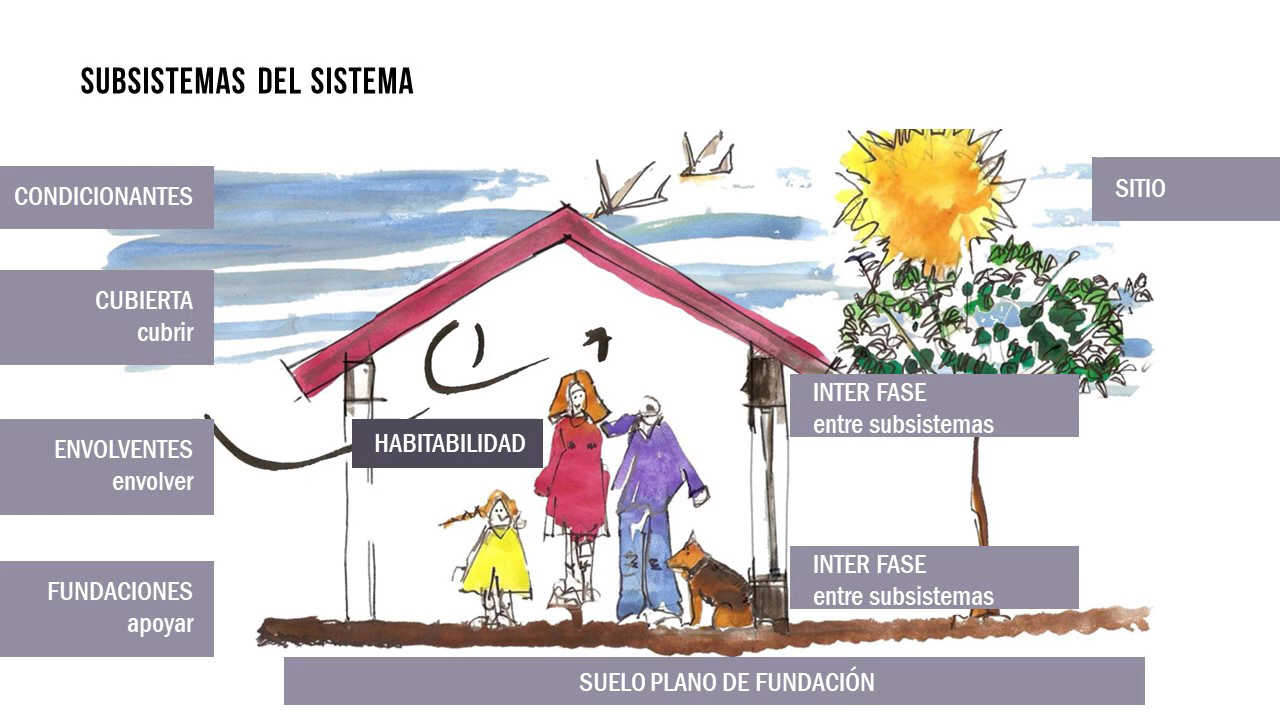 SUBSISTEMAS DEL SISTEMA
CONDICIONANTES
SITIO
CUBIERTA
cubrir
INTER FASE
entre subsistemas
ENVOLVENTES
envolver
HABITABILIDAD
INTER FASE
entre subsistemas
FUNDACIONES
apoyar
SUELO PLANO DE FUNDACIÓN